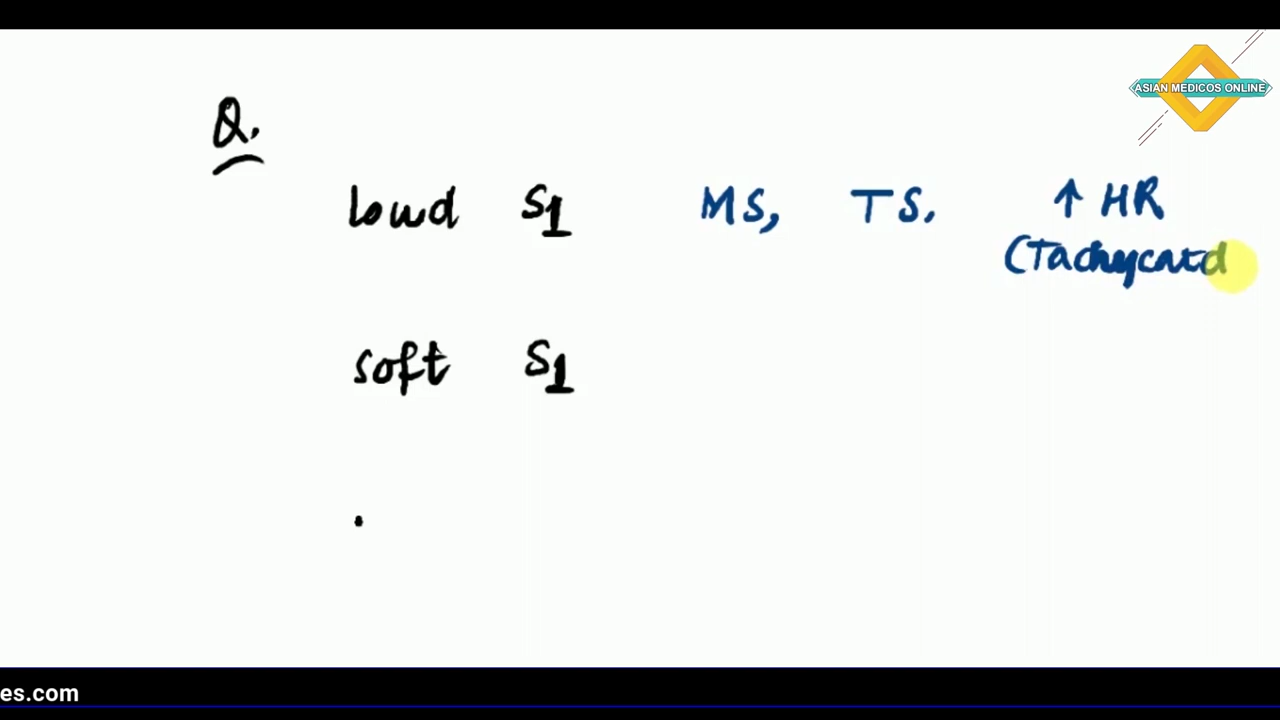 ASIAN MEDICOS ONLINE
Q.
loud S1 MS, TS. ↑ HR
(Tachycard
soft S1
.
es.com